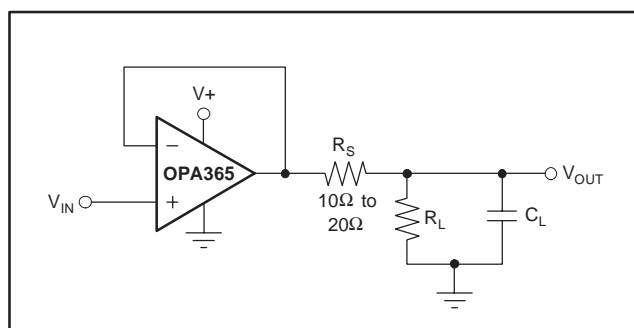 V+
−
OPA365
+
V_IN
R_S
10Ω to
20Ω
R_L
C_L
V_OUT